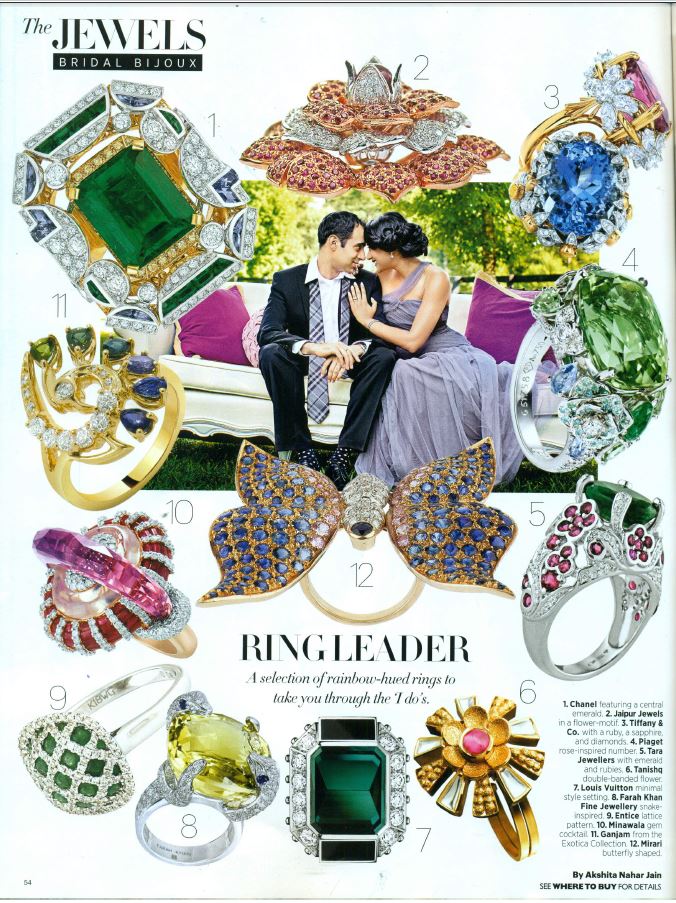 The
JEWELS
BRIDAL BIJOUX
1
2
3
4
11
5
10
12
RING LEADER
A selection of rainbow-hued rings to
take you through the 'I do's.
9
KIBWG
6
8
FARAH KHAN
7
1. Chanel featuring a central
emerald. 2. Jaipur Jewels
in a flower-motif. 3. Tiffany &
Co. with a ruby, a sapphire,
and diamonds. 4. Piaget
rose-inspired number. 5. Tara
Jewellers with emerald
and rubies. 6. Tanishq
double-banded flower.
7. Louis Vuitton minimal
style setting. 8. Farah Khan
Fine Jewellery snake-
inspired. 9. Entice lattice
pattern. 10. Minawala gem
cocktail. 11. Ganjam from the
Exotica Collection. 12. Mirari
butterfly shaped.
By Akshita Nahar Jain
SEE WHERE TO BUY FOR DETAILS
54